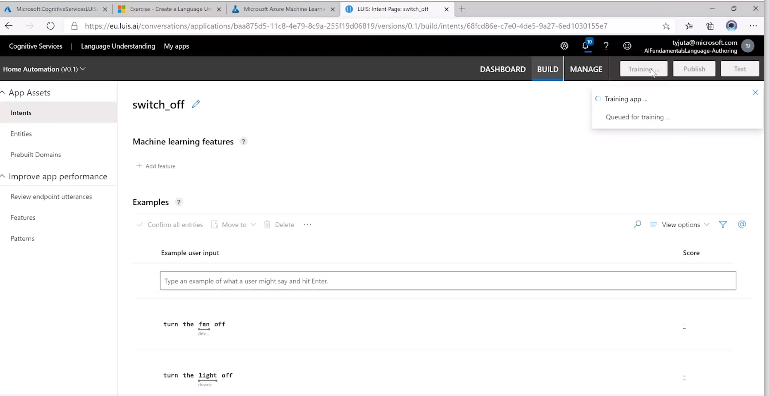 Microsoft.CognitiveServicesLUIS
Exercise - Create a Language Un
Microsoft Azure Machine Learn
LUIS: Intent Page: switch_off
https://eu.luis.ai/conversations/applications/baa875d5-11c8-4e79-8c9a-255f19d06819/versions/0.1/build/intents/68fcd86e-c7e0-4de5-9a27-6ed1030155e7
Cognitive Services | Language Understanding My apps
10
?
tyjuta@microsoft.com
AIFundamentalsLanguage-Authoring
TJ
Home Automation (V0.1)
DASHBOARD BUILD MANAGE Training... Publish Test
App Assets
Intents
Entities
Prebuilt Domains
Improve app performance
Review endpoint utterances
Features
Patterns
Training app ...
Queued for training ...
switch_off
Machine learning features ?
+ Add feature
Examples ?
Confirm all entries Move to Delete ...
View options
Example user input Score
Type an example of what a user might say and hit Enter.
turn the fan off
-
turn the light off
device
-